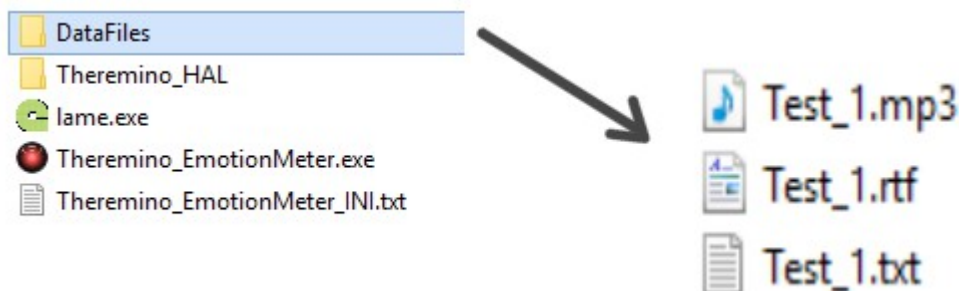 DataFiles
Theremino_HAL
lame.exe
Theremino_EmotionMeter.exe
Theremino_EmotionMeter_INI.txt
Test_1.mp3
Test_1.rtf
Test_1.txt